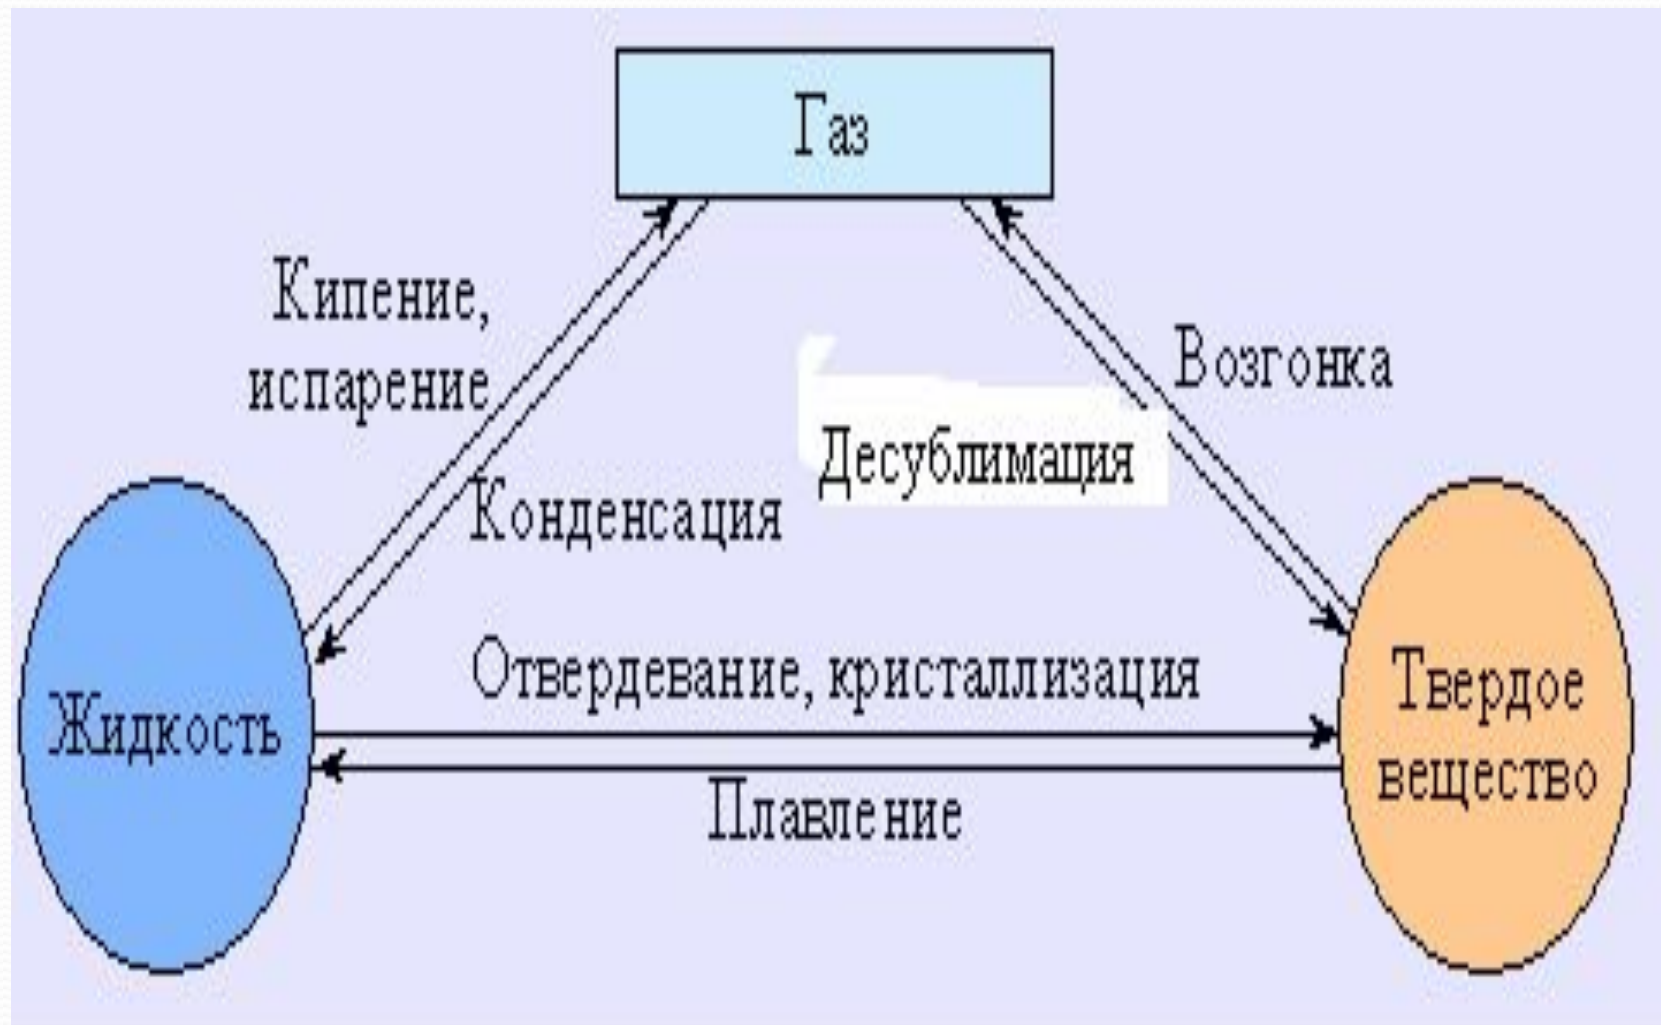 Газ
Кипение,
испарение
Возгонка
Десублимация
Конденсация
Отвердевание, кристаллизация
Жидкость
Твердое
вещество
Плавление